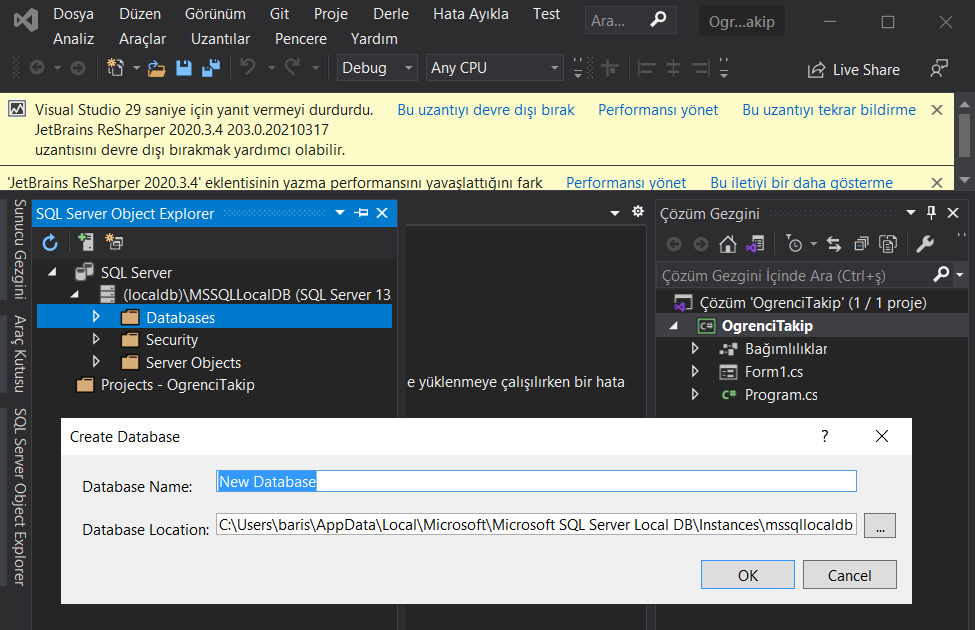 Dosya Düzen Görünüm Git Proje Derle Hata Ayıkla Test Ara... Ogr...akip
Analiz Araçlar Uzantılar Pencere Yardım
Debug Any CPU Live Share
Visual Studio 29 saniye için yanıt vermeyi durdurdu. Bu uzantıyı devre dışı bırak Performansı yönet Bu uzantıyı tekrar bildirme
JetBrains ReSharper 2020.3.4 203.0.20210317
uzantısını devre dışı bırakmak yardımcı olabilir.
'JetBrains ReSharper 2020.3.4' eklentisinin yazma performansını yavaşlattığını fark Performansı yönet Bu iletiyi bir daha gösterme
Sunucu Gezgini
Araç Kutusu
SQL Server Object Explorer
SQL Server Object Explorer
SQL Server
(localdb)\MSSQLLocalDB (SQL Server 13
Databases
Security
Server Objects
Projects - OgrenciTakip
e yüklenmeye çalışılırken bir hata
Çözüm Gezgini
Çözüm Gezgini İçinde Ara (Ctrl+ş)
Çözüm 'OgrenciTakip' (1 / 1 proje)
C# OgrenciTakip
Bağımlılıklar
Form1.cs
C# Program.cs
Create Database ?
Database Name: New Database
Database Location: C:\Users\baris\AppData\Local\Microsoft\Microsoft SQL Server Local DB\Instances\mssqllocaldb ...
OK Cancel